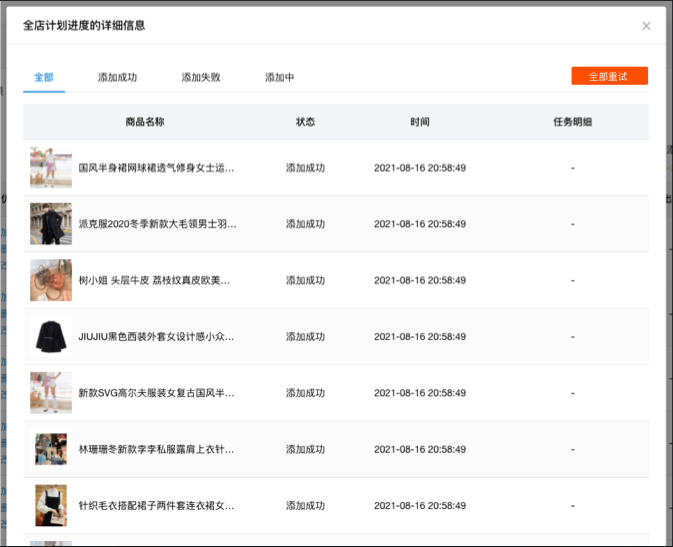 全店计划进度的详细信息
全部
添加成功
添加失败
添加中
全部重试
商品名称 状态 时间 任务明细
国风半身裙网球裙透气修身女士运... 添加成功 2021-08-16 20:58:49 -
派克服2020冬季新款大毛领男士羽... 添加成功 2021-08-16 20:58:49 -
树小姐 头层牛皮 荔枝纹真皮欧美... 添加成功 2021-08-16 20:58:49 -
JIUJIU黑色西装外套女设计感小众... 添加成功 2021-08-16 20:58:49 -
新款SVG高尔夫服装女复古国风半... 添加成功 2021-08-16 20:58:49 -
林珊珊冬新款李李私服露肩上衣针... 添加成功 2021-08-16 20:58:49 -
针织毛衣搭配裙子两件套连衣裙女... 添加成功 2021-08-16 20:58:49 -